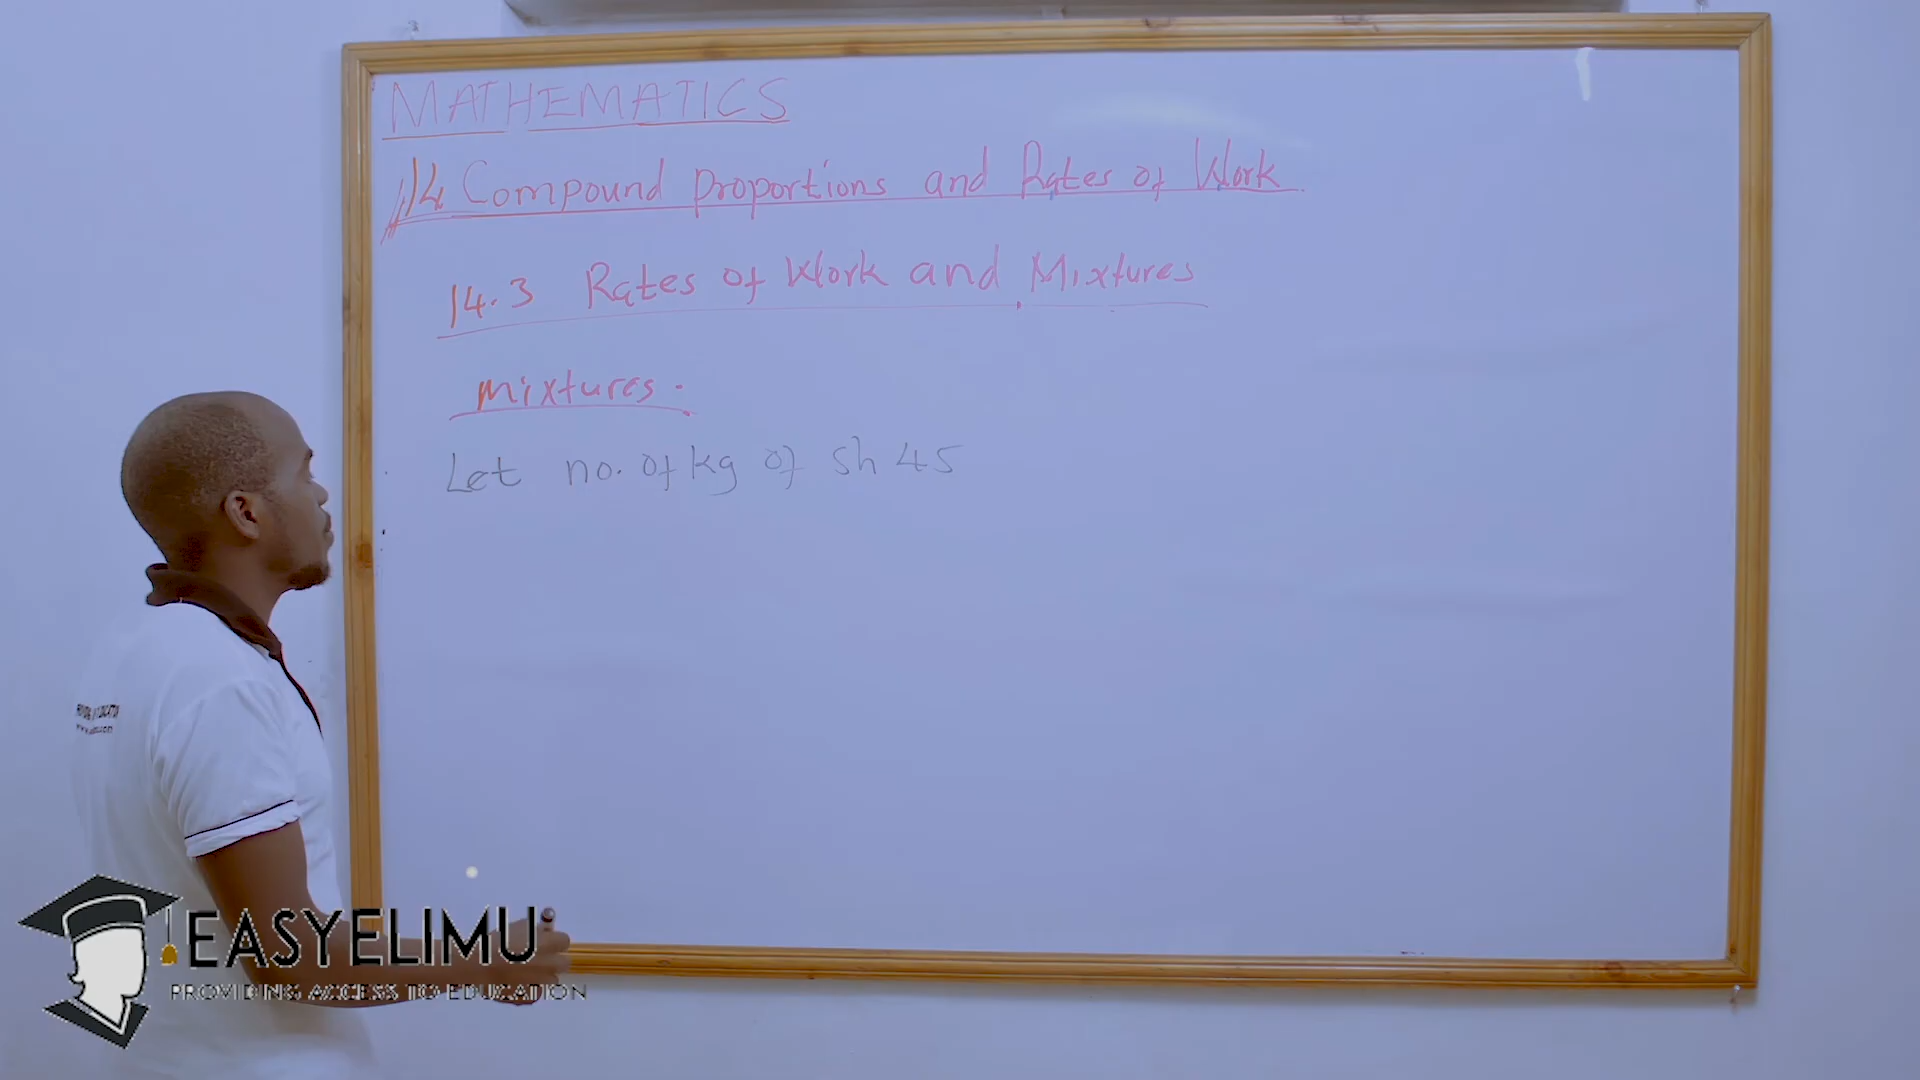 MATHEMATICS
14 Compound Proportions and Rates of Work
14.3 Rates of Work and Mixtures
Mixtures.
Let no. of kg of sh 45
EASYELIMU
PROVIDING ACCESS TO EDUCATION